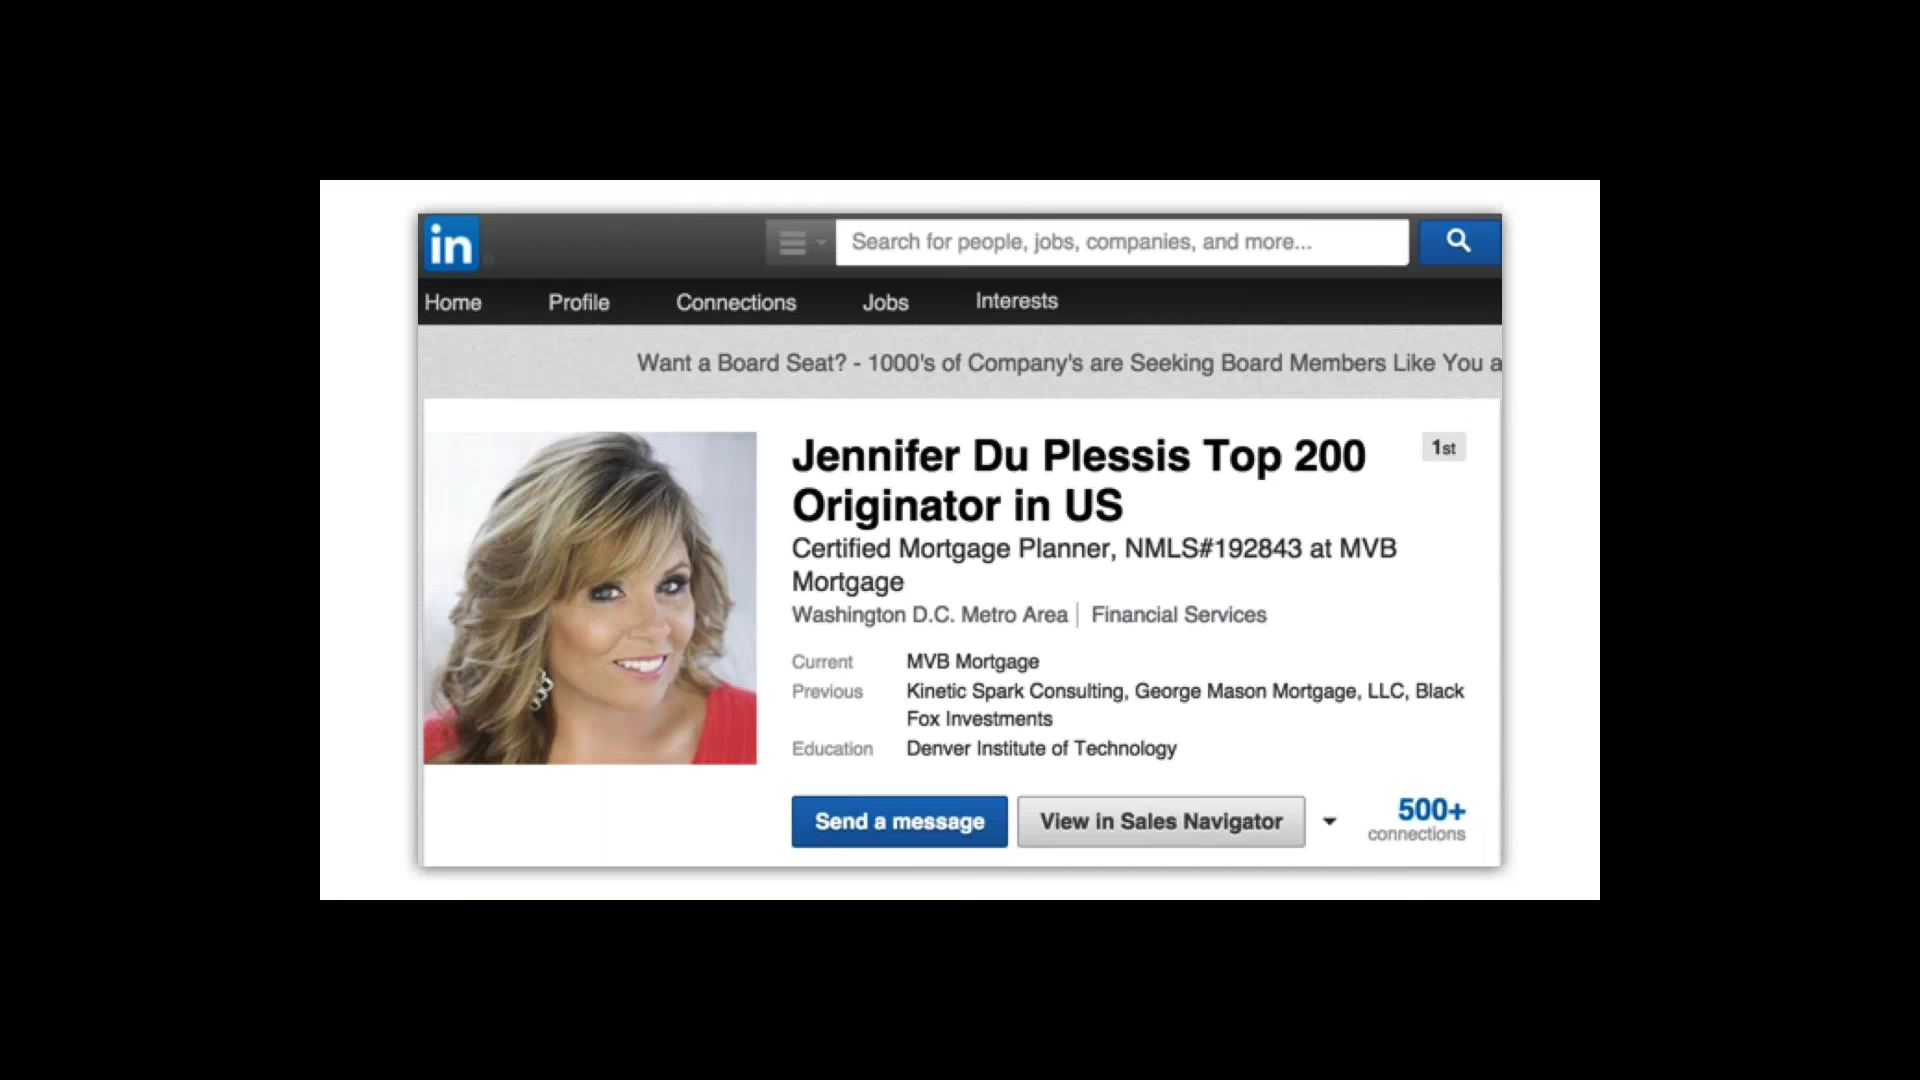 in
Search for people, jobs, companies, and more...
Home Profile Connections Jobs Interests
Want a Board Seat? - 1000's of Company's are Seeking Board Members Like You a
Jennifer Du Plessis Top 200
1st
Originator in US
Certified Mortgage Planner, NMLS#192843 at MVB
Mortgage
Washington D.C. Metro Area | Financial Services
Current MVB Mortgage
Previous Kinetic Spark Consulting, George Mason Mortgage, LLC, Black
Fox Investments
Education Denver Institute of Technology
Send a message View in Sales Navigator
500+
connections